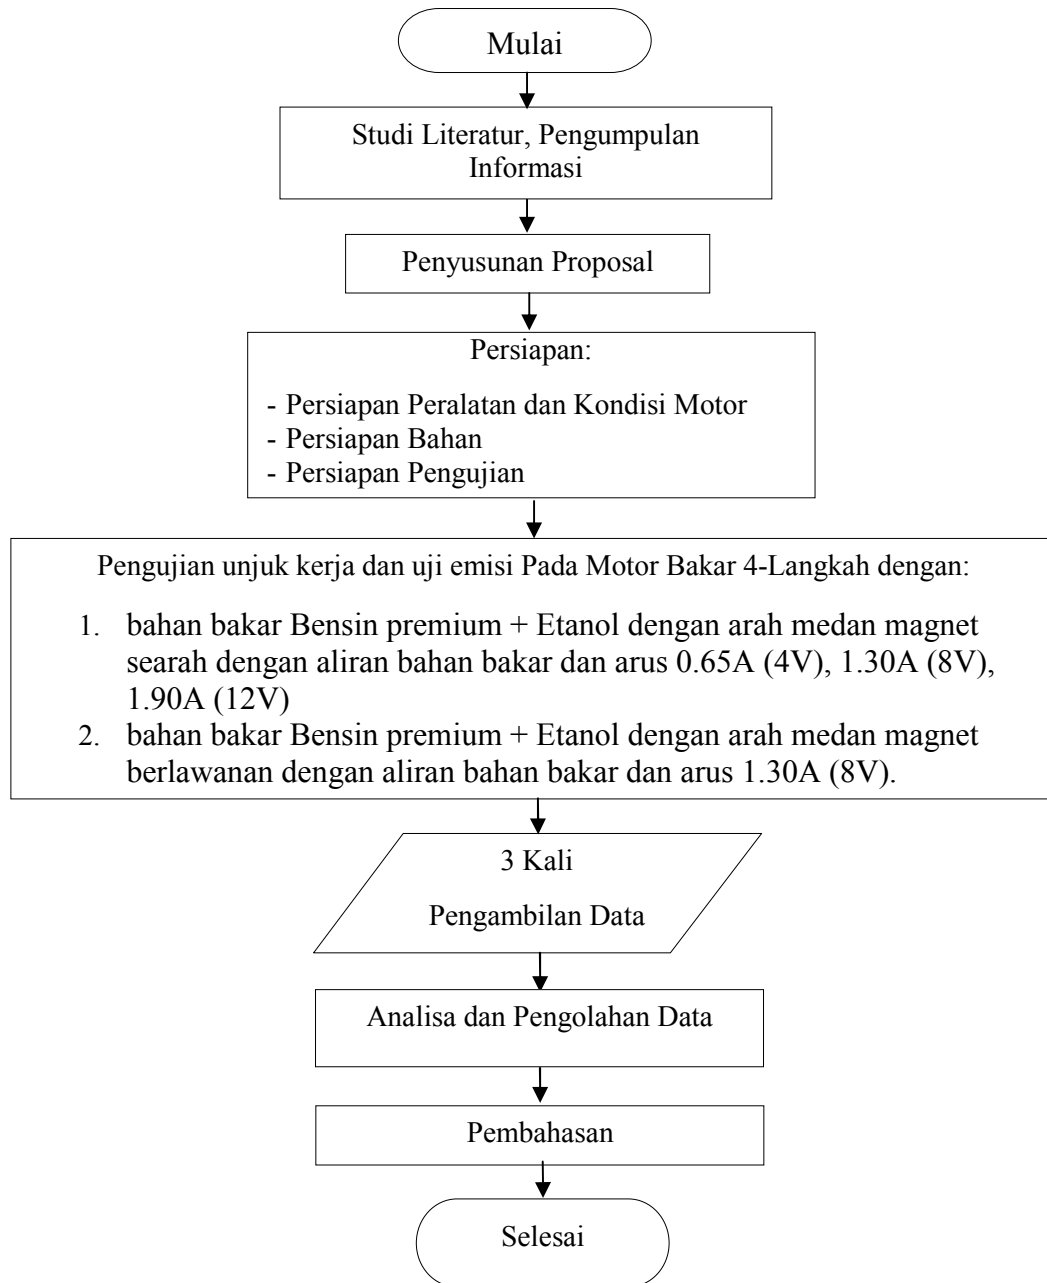 Mulai
Studi Literatur, Pengumpulan
Informasi
Penyusunan Proposal
Persiapan:
- Persiapan Peralatan dan Kondisi Motor
- Persiapan Bahan
- Persiapan Pengujian
Pengujian unjuk kerja dan uji emisi Pada Motor Bakar 4-Langkah dengan:
1. bahan bakar Bensin premium + Etanol dengan arah medan magnet
searah dengan aliran bahan bakar dan arus 0.65A (4V), 1.30A (8V),
1.90A (12V)
2. bahan bakar Bensin premium + Etanol dengan arah medan magnet
berlawanan dengan aliran bahan bakar dan arus 1.30A (8V).
3 Kali
Pengambilan Data
Analisa dan Pengolahan Data
Pembahasan
Selesai